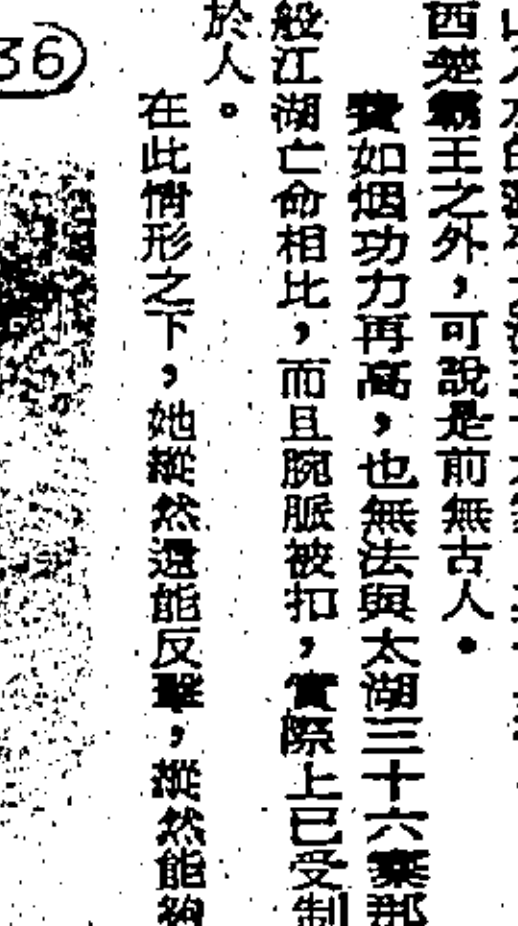 西楚霸王之外，可說是前無古人。
費如烟功力再高，也無法與太湖三十六寨那
般江湖亡命相比，而且腕脈被扣，實際上已受制
於人。
在此情形之下，她縱然還能反擊，縱然能夠
36